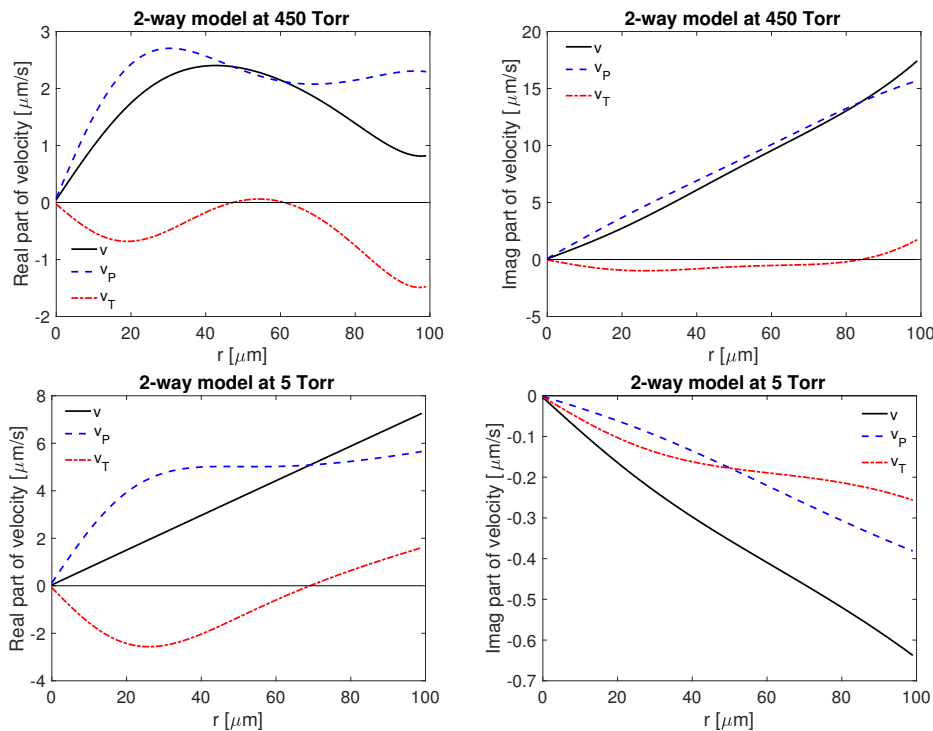 2-way model at 450 Torr
Real part of velocity [ μm/s]
3
2
1
0
-1
-2
v
v_P
v_T
0 20 40 60 80 100
r [μm]
2-way model at 450 Torr
Imag part of velocity [ μm/s]
20
15
10
5
0
-5
v
v_P
v_T
0 20 40 60 80 100
r [μm]
2-way model at 5 Torr
Real part of velocity [ μm/s]
8
6
4
2
0
-2
-4
v
v_P
v_T
0 20 40 60 80 100
r [μm]
2-way model at 5 Torr
Imag part of velocity [ μm/s]
0
-0.1
-0.2
-0.3
-0.4
-0.5
-0.6
-0.7
v
v_P
v_T
0 20 40 60 80 100
r [μm]